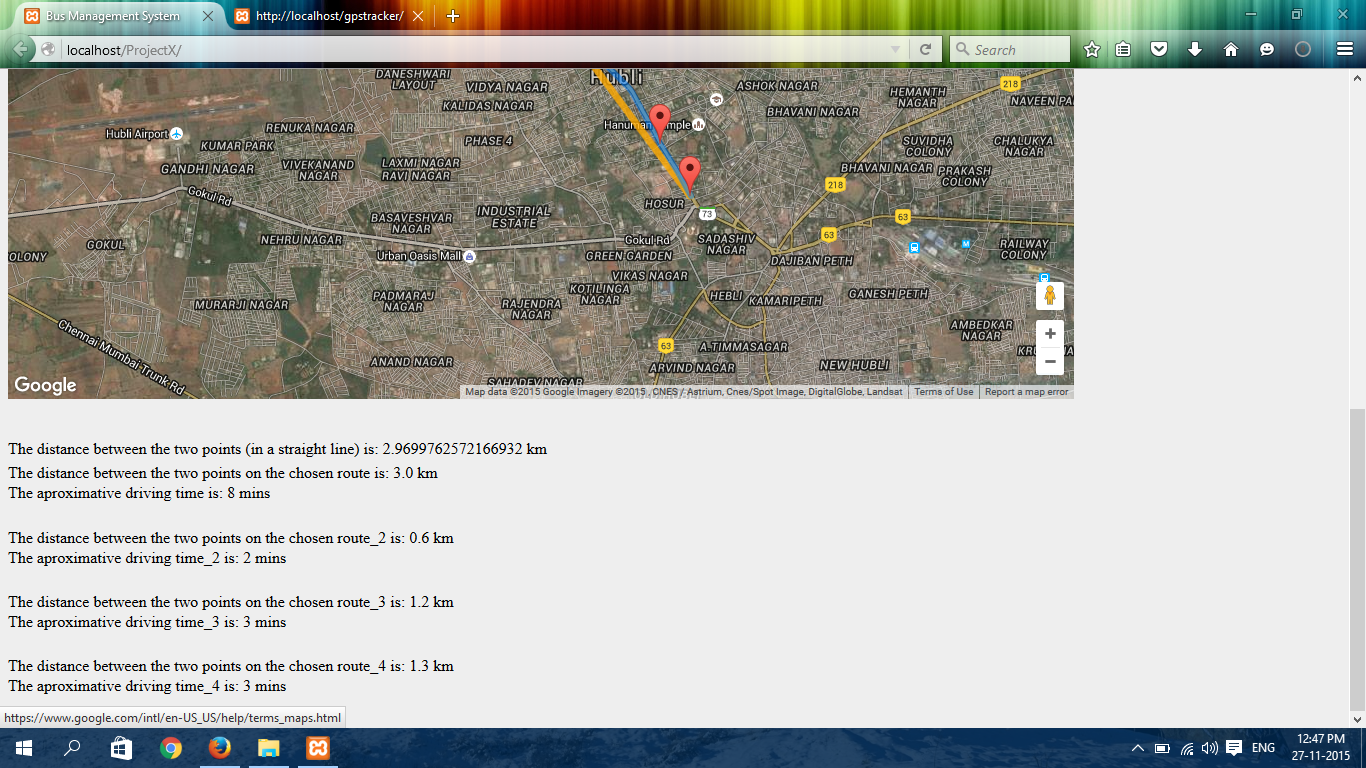 Bus Management System
http://localhost/gpstracker/
localhost/ProjectX/
Search
Hubli
DANESHWARI
LAYOUT
VIDYA NAGAR
ASHOK NAGAR
218
HEMANTH
NAGAR
NAVEEN
KALIDAS NAGAR
BHAVANI NAGAR
Hubli Airport
RENUKA NAGAR
Hanuman Temple
KUMAR PARK
PHASE 4
SUVIDHA
COLONY
CHALUKYA
NAGAR
GANDHI NAGAR
VIVEKANAND
NAGAR
LAXMI NAGAR
RAVI NAGAR
BHAVANI NAGAR
PRAKASH
COLONY
218
Gokul Rd
HOSUR
73
BASAVESHVAR
NAGAR
INDUSTRIAL
ESTATE
63
63
GOKUL
NEHRU NAGAR
Gokul Rd
SADASHIV
NAGAR
RAILWAY
COLONY
OLONY
Urban Oasis Mall
GREEN GARDEN
DAJIBAN PETH
VIKAS NAGAR
MURARJI NAGAR
PADMARAJ
NAGAR
RAJENDRA
NAGAR
KOTILINGA
NAGAR
HEBLI
KAMARIPETH
GANESH PETH
Chennai Mumbai Trunk Rd
AMBEDKAR
NAGAR
63
A.TIMMASAGAR
ANAND NAGAR
ARVIND NAGAR
NEW HUBLI
SAHADEV NAGAR
Google
Map data ©2015 Google Imagery ©2015 , CNES / Astrium, Cnes/Spot Image, DigitalGlobe, Landsat
Terms of Use
Report a map error
The distance between the two points (in a straight line) is: 2.9699762572166932 km
The distance between the two points on the chosen route is: 3.0 km
The aproximative driving time is: 8 mins
The distance between the two points on the chosen route_2 is: 0.6 km
The aproximative driving time_2 is: 2 mins
The distance between the two points on the chosen route_3 is: 1.2 km
The aproximative driving time_3 is: 3 mins
The distance between the two points on the chosen route_4 is: 1.3 km
The aproximative driving time_4 is: 3 mins
https://www.google.com/intl/en-US_US/help/terms_maps.html
ENG
12:47 PM
27-11-2015